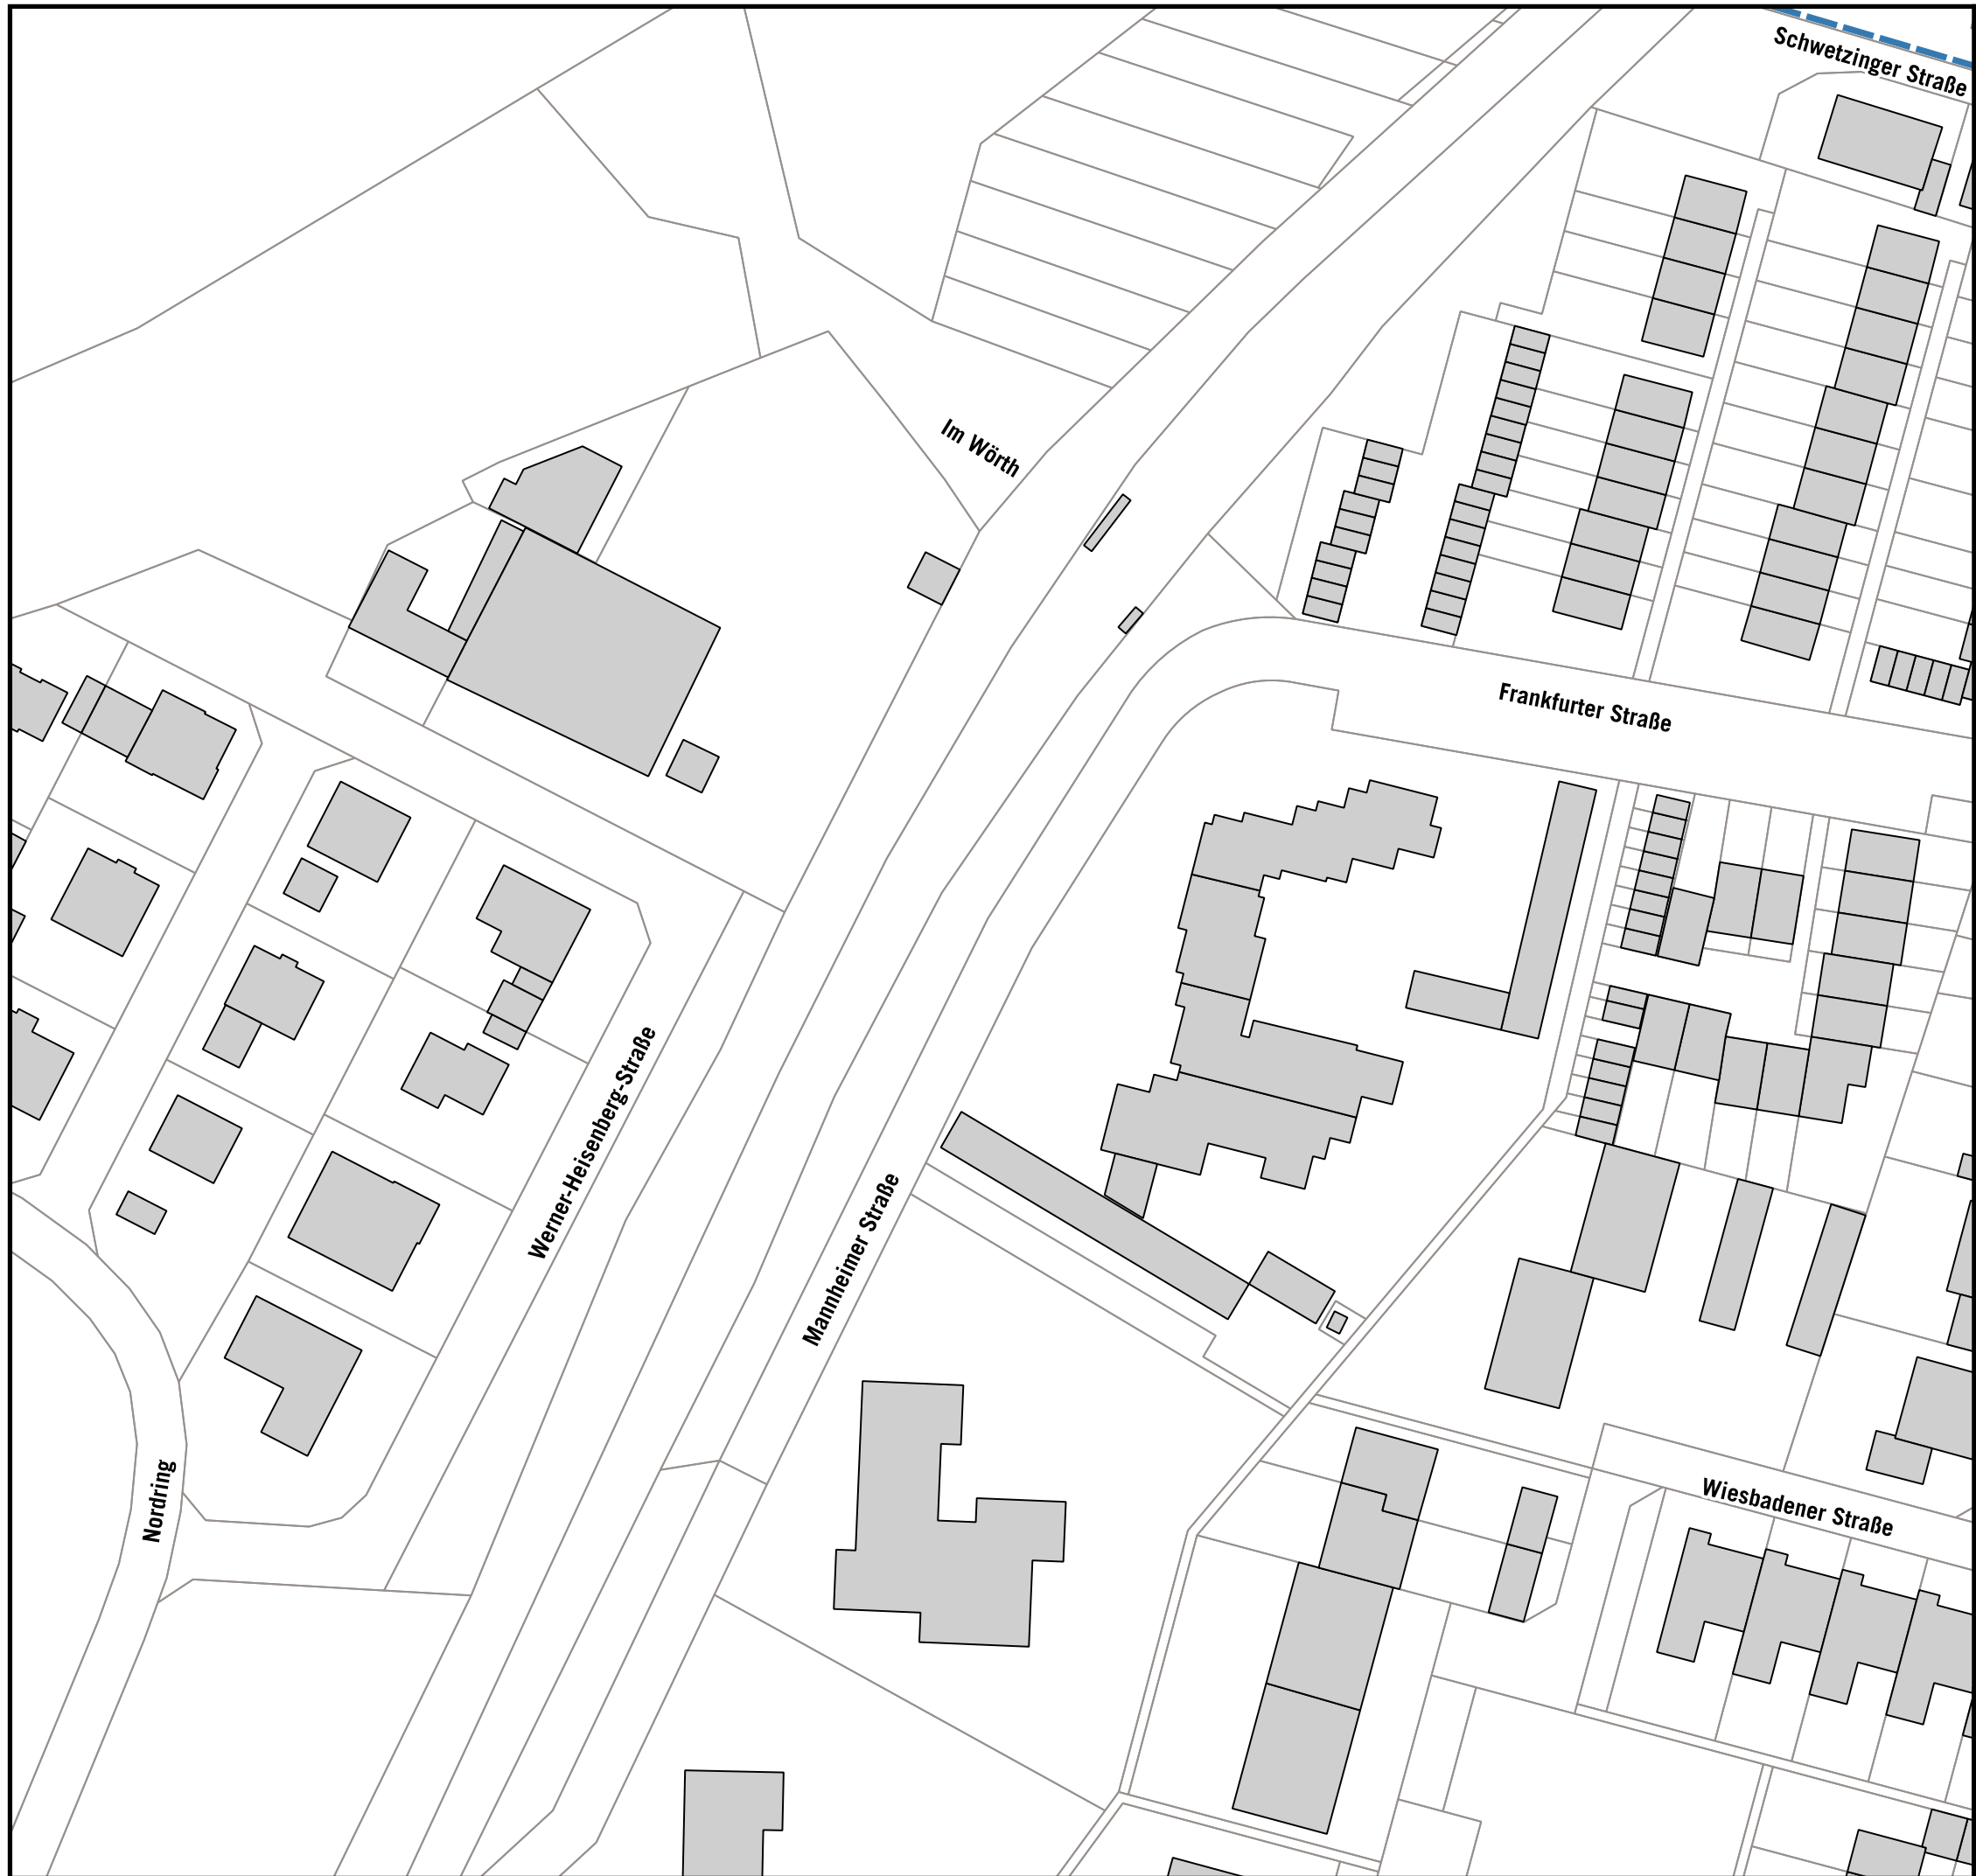 Schwetzinger Straße
Im Wörth
Frankfurter Straße
Werner-Heisenberg-Straße
Mannheimer Straße
Nordring
Wiesbadener Straße